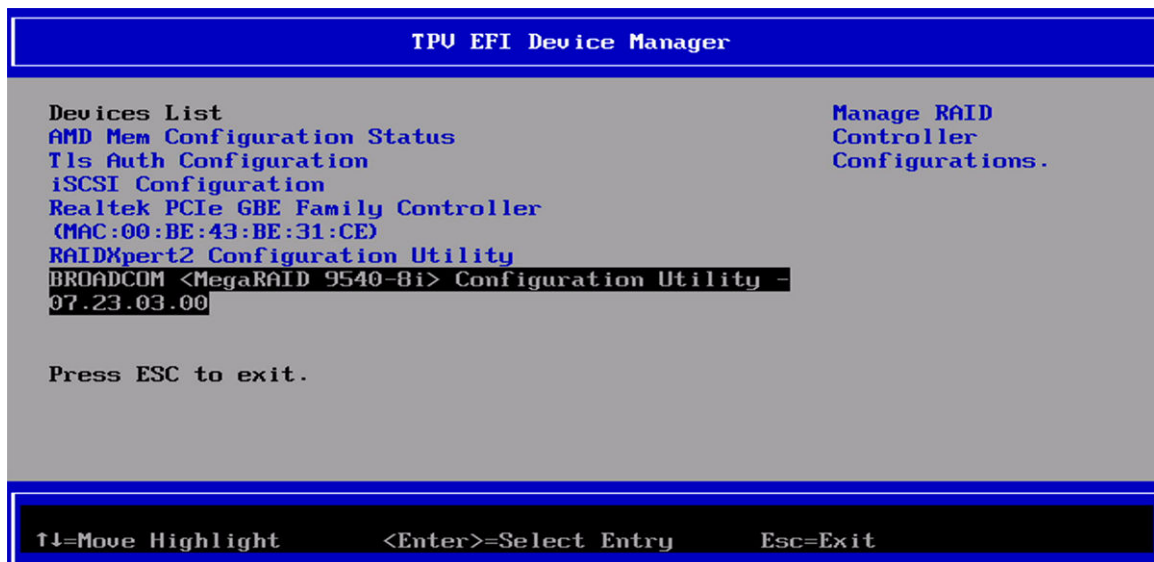 TPV EFI Device Manager
Devices List
AMD Mem Configuration Status
Tls Auth Configuration
iSCSI Configuration
Realtek PCIe GBE Family Controller
(MAC:00:BE:43:BE:31:CE)
RAIDXpert2 Configuration Utility
BROADCOM <MegaRAID 9540-8i> Configuration Utility -
07.23.03.00
Press ESC to exit.
Manage RAID
Controller
Configurations.
↑↓=Move Highlight <Enter>=Select Entry Esc=Exit